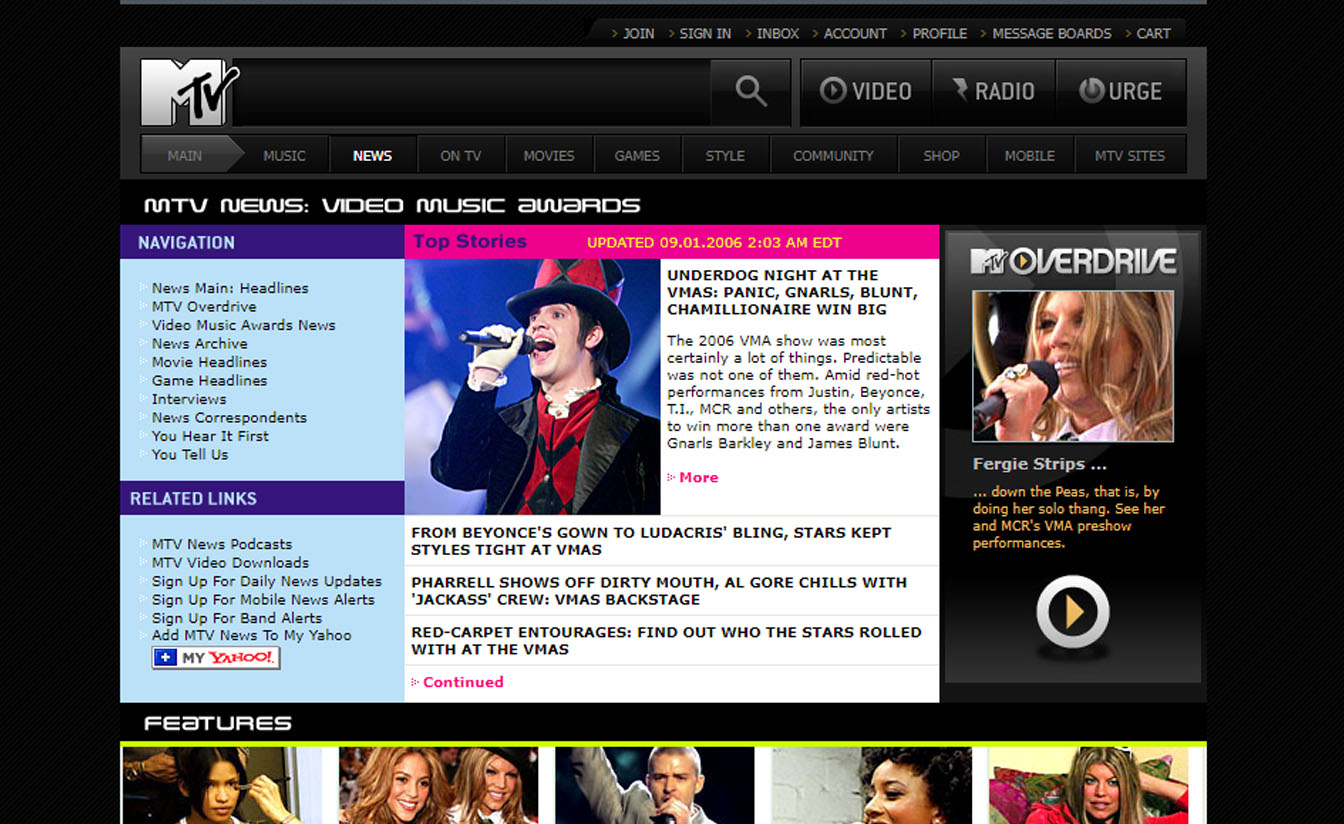 JOIN SIGN IN INBOX ACCOUNT PROFILE MESSAGE BOARDS CART
MTV
VIDEO RADIO URGE
MAIN MUSIC NEWS ON TV MOVIES GAMES STYLE COMMUNITY SHOP MOBILE MTV SITES
MTV NEWS: VIDEO MUSIC AWARDS
NAVIGATION
News Main: Headlines
MTV Overdrive
Video Music Awards News
News Archive
Movie Headlines
Game Headlines
Interviews
News Correspondents
You Hear It First
You Tell Us
RELATED LINKS
MTV News Podcasts
MTV Video Downloads
Sign Up For Daily News Updates
Sign Up For Mobile News Alerts
Sign Up For Band Alerts
Add MTV News To My Yahoo
MY YAHOO!
Top Stories UPDATED 09.01.2006 2:03 AM EDT
UNDERDOG NIGHT AT THE
VMAS: PANIC, GNARLS, BLUNT,
CHAMILLIONAIRE WIN BIG
The 2006 VMA show was most
certainly a lot of things. Predictable
was not one of them. Amid red-hot
performances from Justin, Beyonce,
T.I., MCR and others, the only artists
to win more than one award were
Gnarls Barkley and James Blunt.
More
FROM BEYONCE'S GOWN TO LUDACRIS' BLING, STARS KEPT
STYLES TIGHT AT VMAS
PHARRELL SHOWS OFF DIRTY MOUTH, AL GORE CHILLS WITH
'JACKASS' CREW: VMAS BACKSTAGE
RED-CARPET ENTOURAGES: FIND OUT WHO THE STARS ROLLED
WITH AT THE VMAS
Continued
MTV OVERDRIVE
Fergie Strips ...
... down the Peas, that is, by
doing her solo thang. See her
and MCR's VMA preshow
performances.
FEATURES